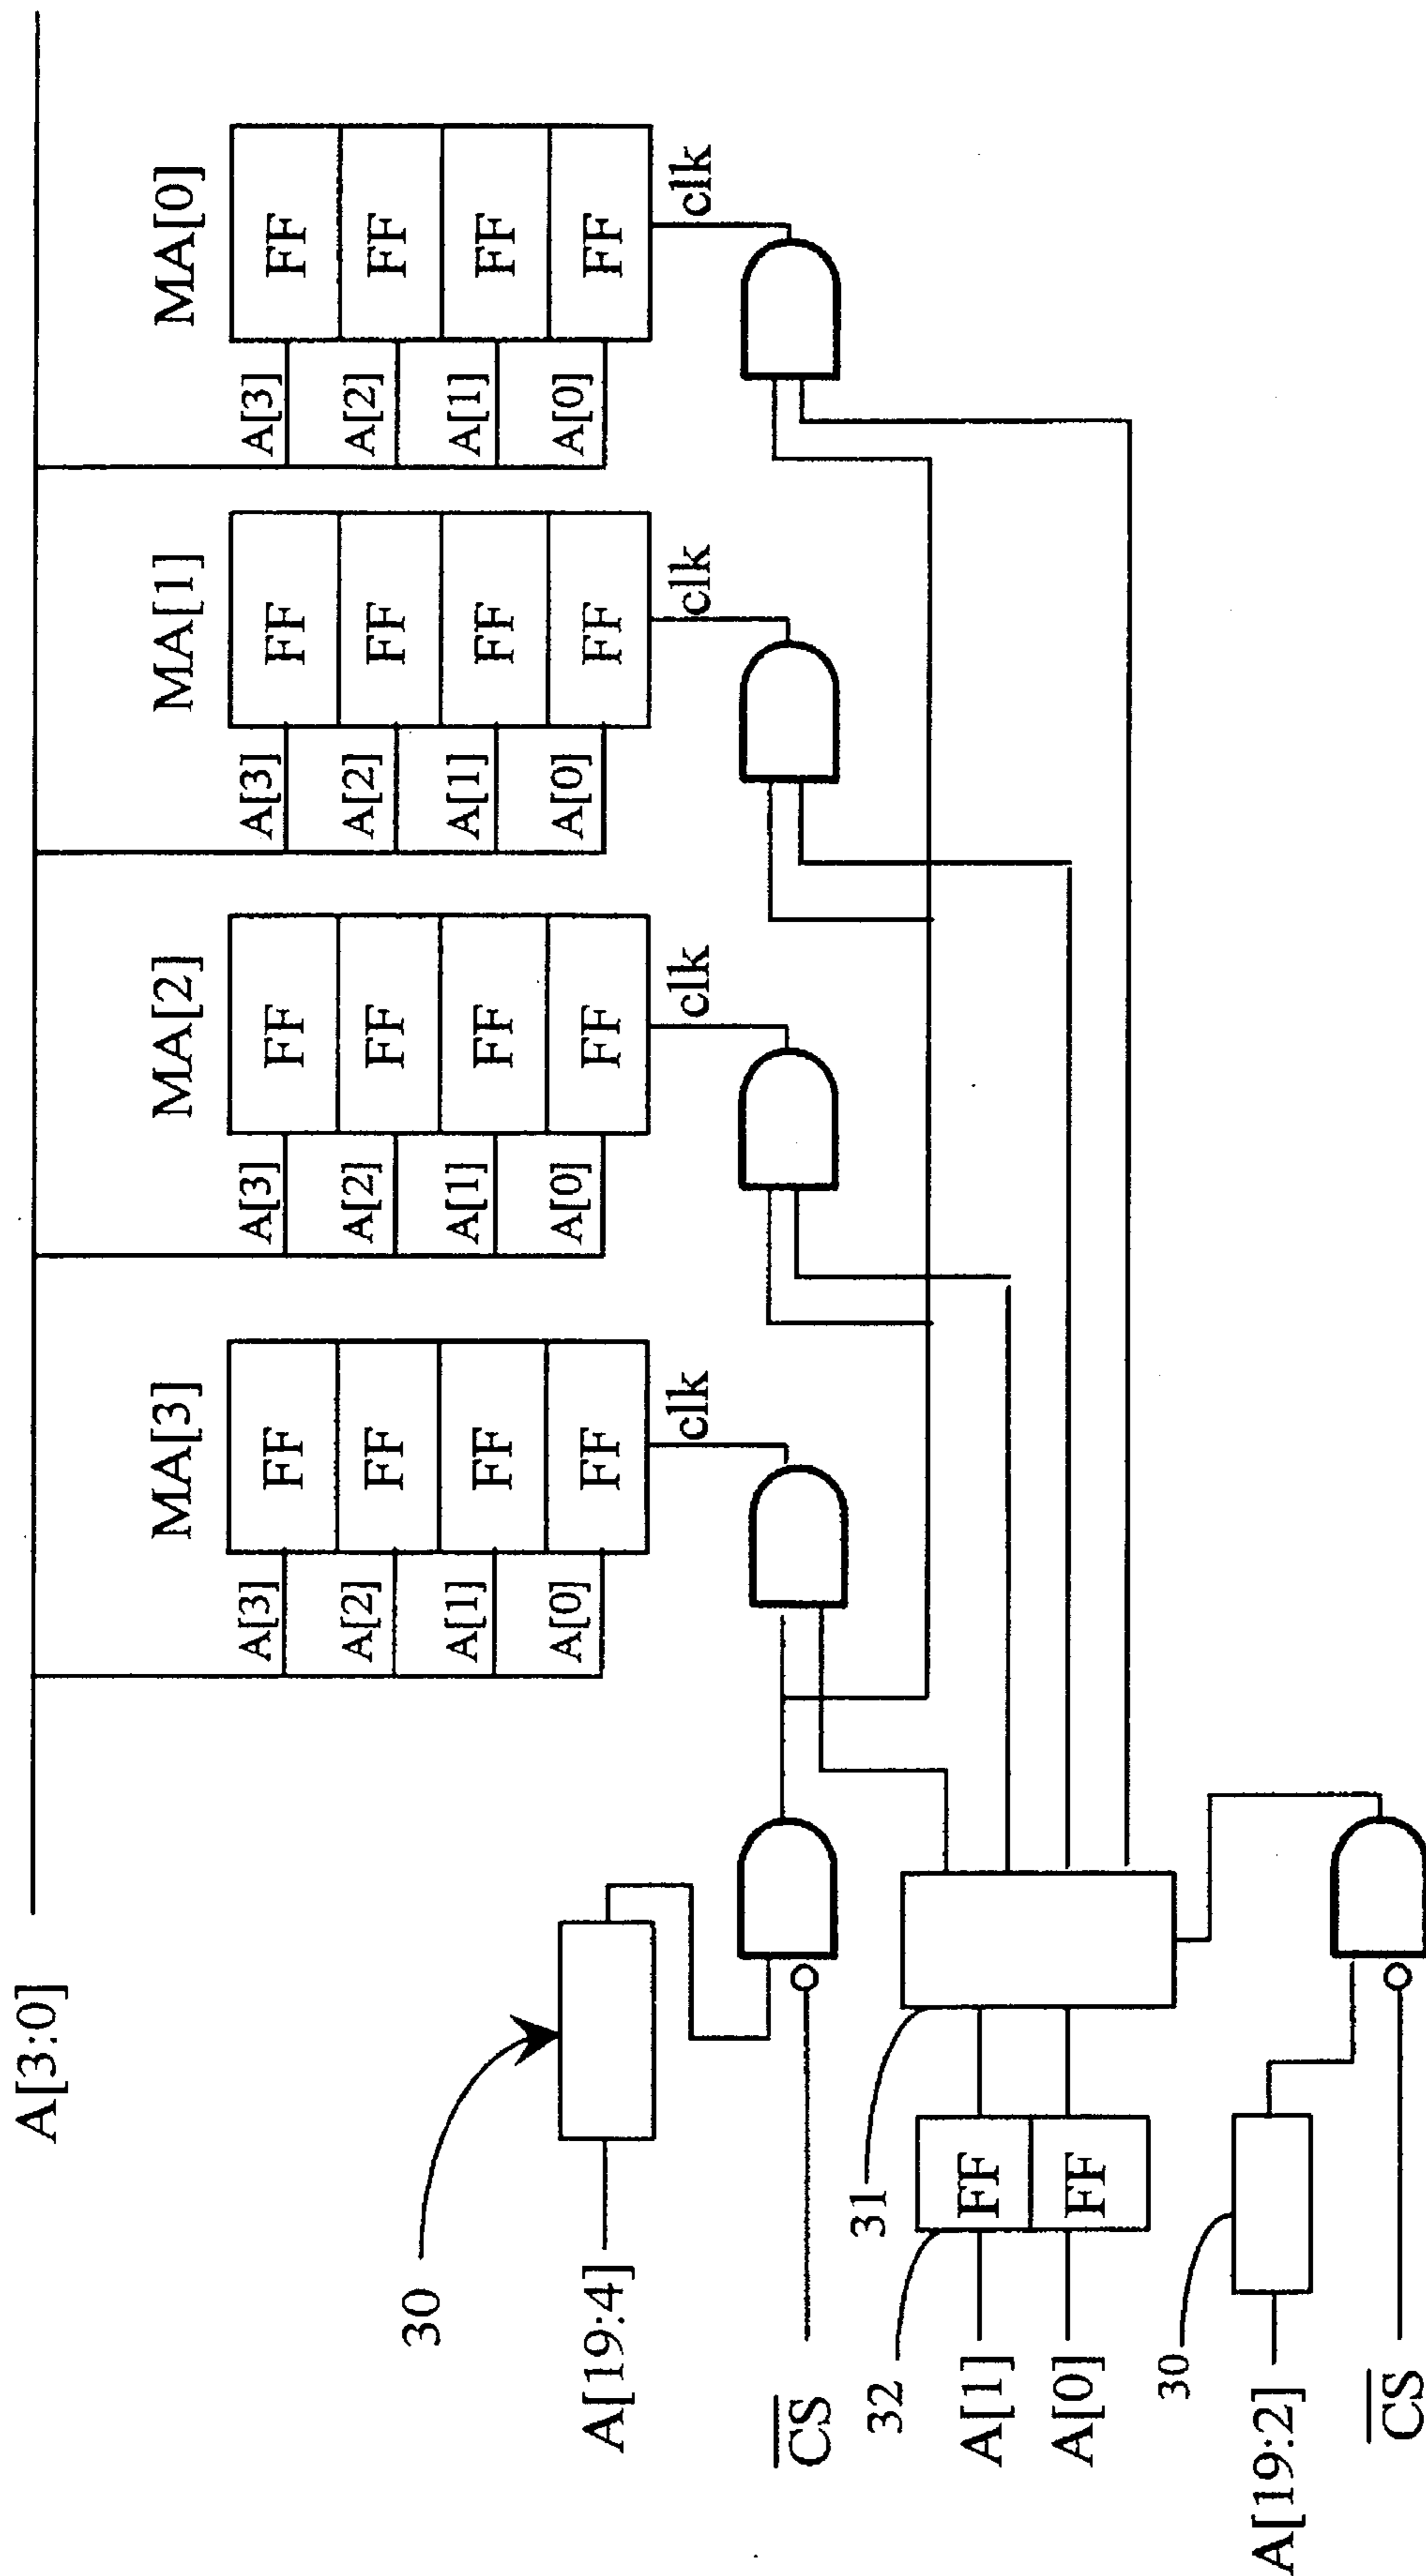 A[3:0]
MA[3]
MA[2]
MA[1]
MA[0]
A[3]
FF
A[3]
FF
A[3]
FF
A[3]
FF
A[2]
FF
A[2]
FF
A[2]
FF
A[2]
FF
A[1]
FF
A[1]
FF
A[1]
FF
A[1]
FF
A[0]
FF
A[0]
FF
A[0]
FF
A[0]
FF
clk
clk
clk
clk
30
A[19:4]
CS
31
32
A[1]
FF
A[0]
FF
30
A[19:2]
CS